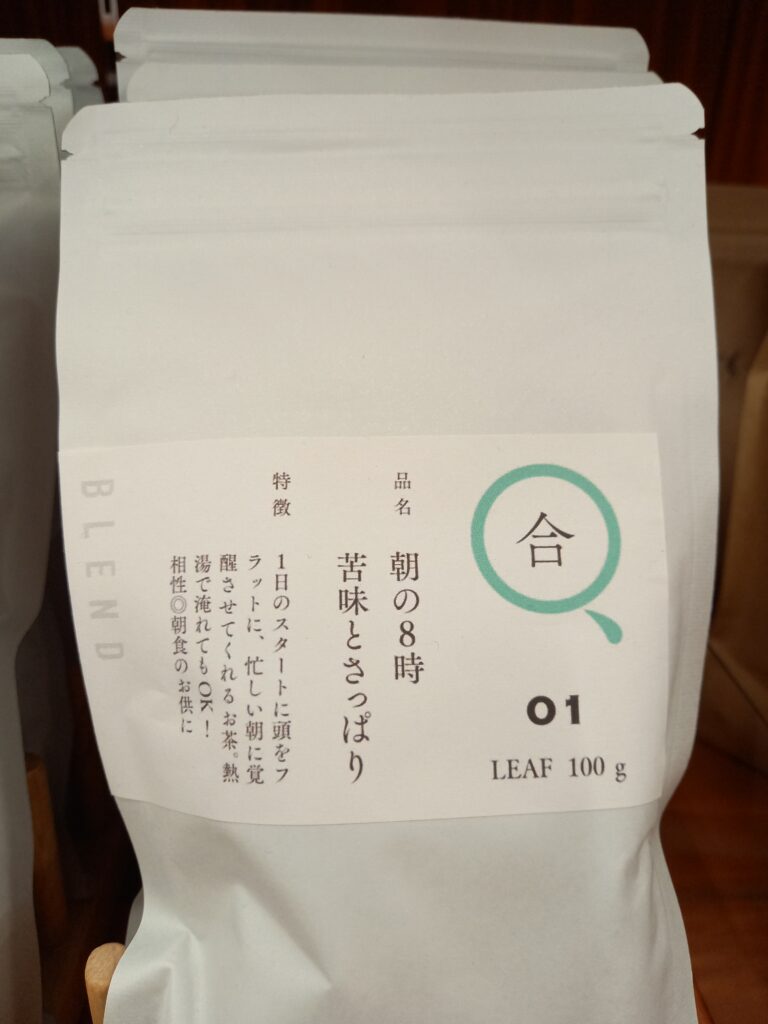 合
01
LEAF 100 g
品名
朝の8時
苦味とさっぱり
特徴
1日のスタートに頭をフ
ラットに、忙しい朝に覚
醒させてくれるお茶。熱
湯で淹れてもOK！
相性◎朝食のお供に
BLEND